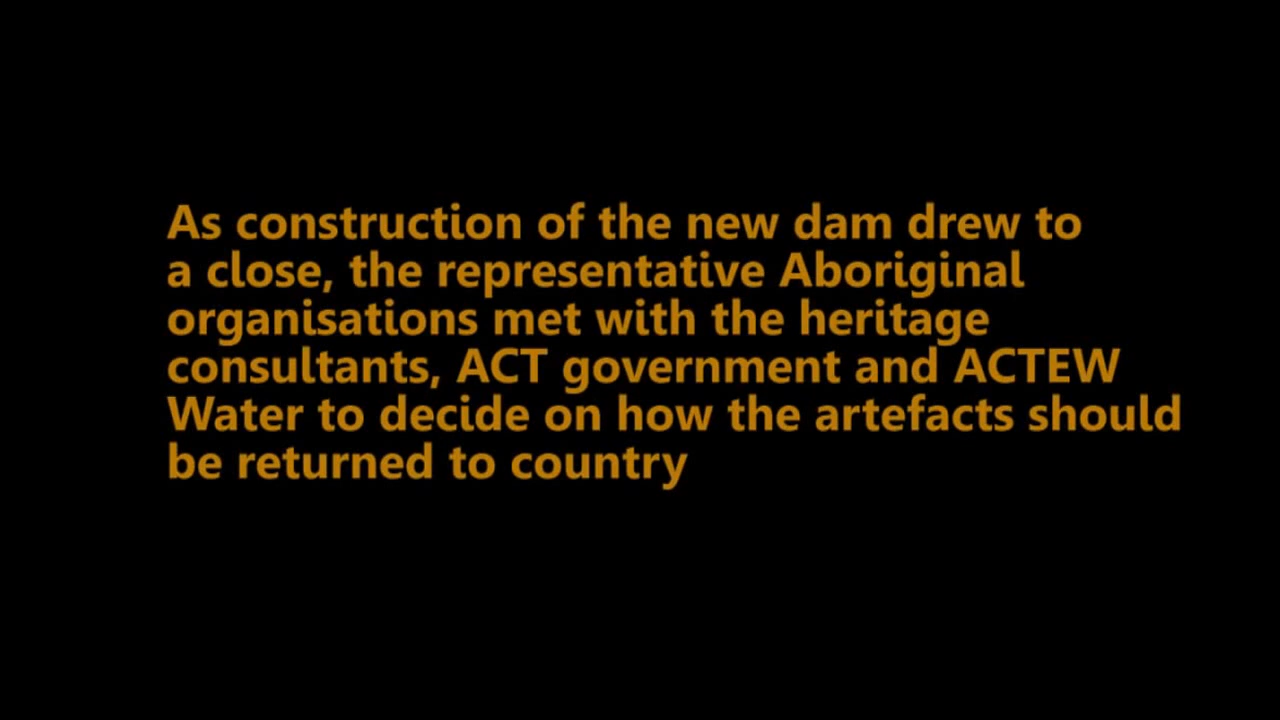 As construction of the new dam drew to
a close, the representative Aboriginal
organisations met with the heritage
consultants, ACT government and ACTEW
Water to decide on how the artefacts should
be returned to country